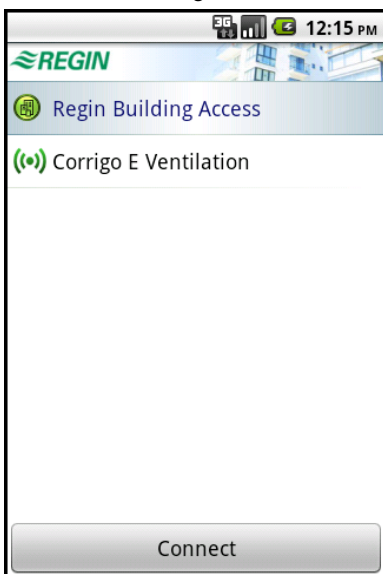 3G 12:15 PM
REGIN
Regin Building Access
Corrigo E Ventilation
Connect